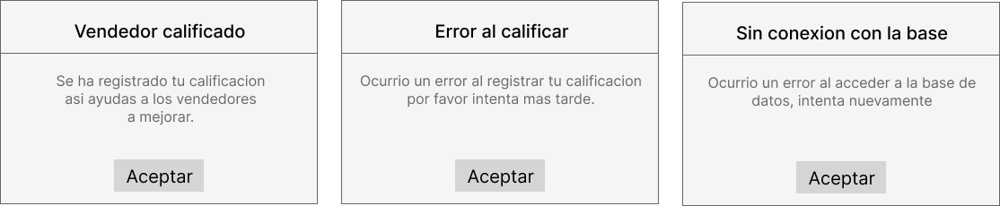 Vendedor calificado
Se ha registrado tu calificacion
asi ayudas a los vendedores
a mejorar.
Aceptar
Error al calificar
Ocurrio un error al registrar tu calificacion
por favor intenta mas tarde.
Aceptar
Sin conexion con la base
Ocurrio un error al acceder a la base de
datos, intenta nuevamente
Aceptar